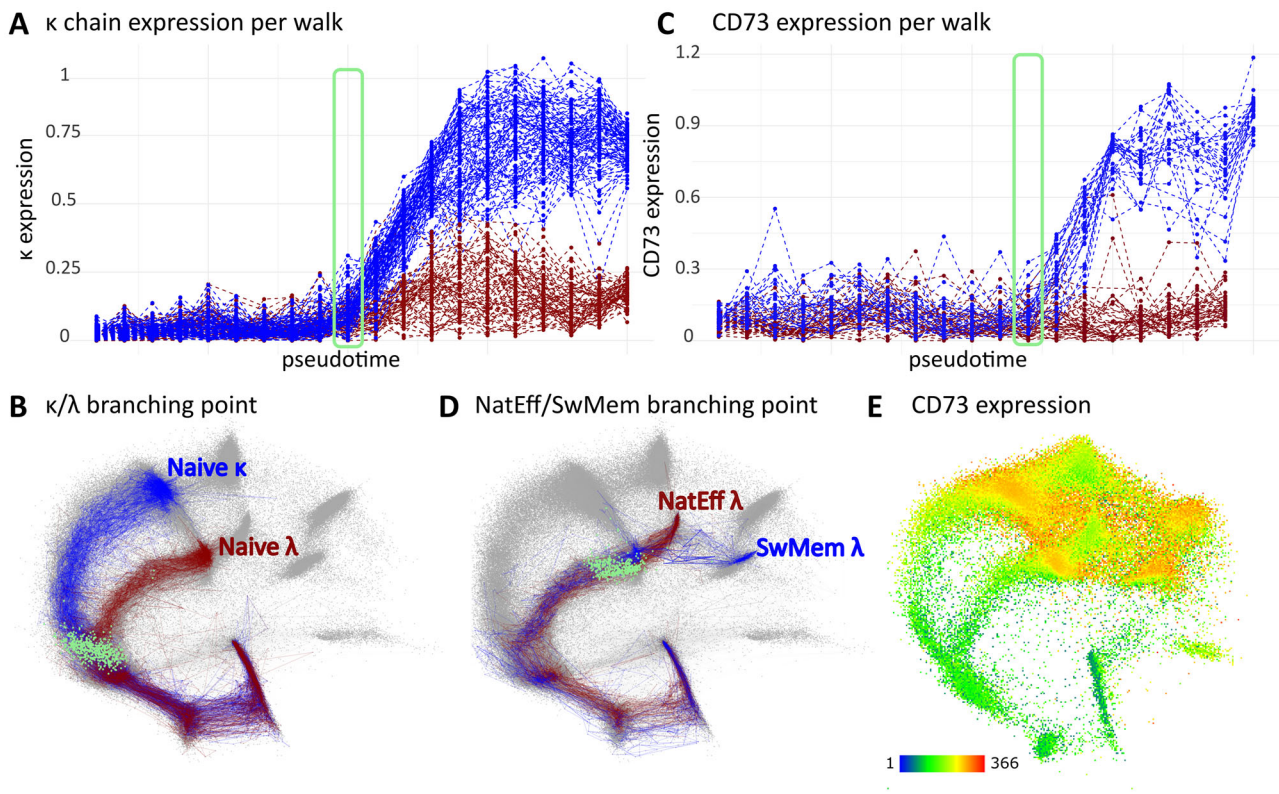 A κ chain expression per walk
1
0.75
0.5
0.25
0
κ expression
pseudotime
C CD73 expression per walk
1.2
0.9
0.6
0.3
0
CD73 expression
pseudotime
B κ/λ branching point
Naive κ
Naive λ
D NatEff/SwMem branching point
NatEff λ
SwMem λ
E CD73 expression
1 366